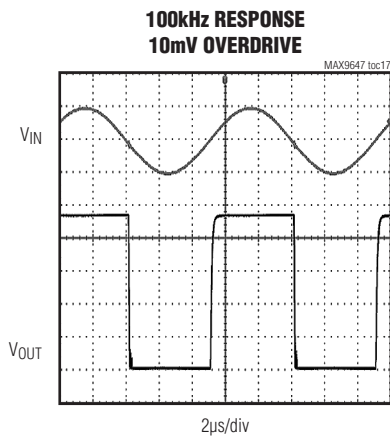 100kHz RESPONSE
10mV OVERDRIVE
MAX9647 toc17
VIN
VOUT
2µs/div